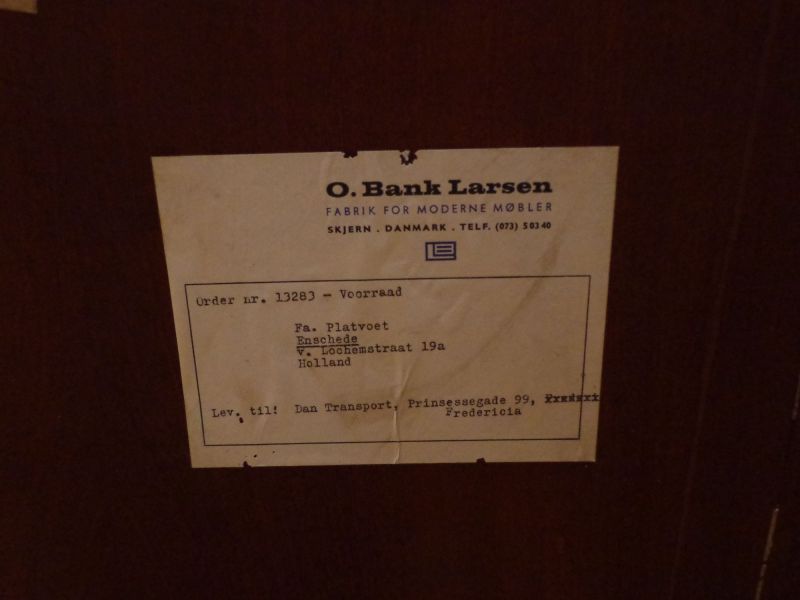 O. Bank Larsen
FABRIK FOR MODERNE MØBLER
SKJERN . DANMARK . TELF. (073) 50340
Order nr. 13283 - Voorraad
Fa. Platvoet
Enschede
v. Lochemstraat 19a
Holland
Lev. til! Dan Transport, Prinsessegade 99,
Fredericia